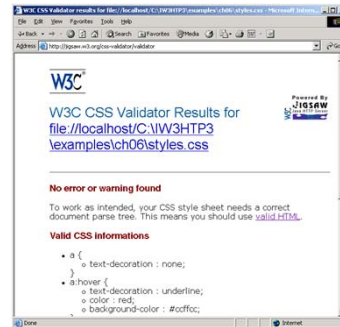 W3C CSS Validator Results for file://localhost/C:\IW3HTP3\examples\ch06\styles.css - Microsoft Intern...
File Edit View Favorites Tools Help
Back Search Favorites Media
Address http://jigsaw.w3.org/css-validator/validator Go
W3C
Powered By
JIGSAW
W3C CSS Validator Results for
file://localhost/C:\IW3HTP3
\examples\ch06\styles.css
No error or warning found
To work as intended, your CSS style sheet needs a correct
document parse tree. This means you should use valid HTML.
Valid CSS informations
• a {
○ text-decoration : none;
}
• a:hover {
○ text-decoration : underline;
○ color : red;
○ background-color : #ccffcc;
}
Done Internet